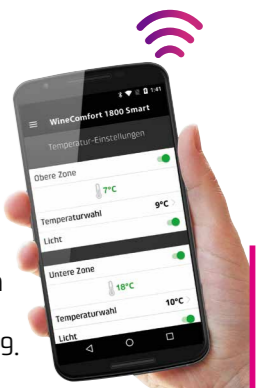 1:41
WineComfort 1800 Smart
Temperatur-Einstellungen
Obere Zone
7°C
Temperaturwahl 9°C
Licht
Untere Zone
18°C
Temperaturwahl 10°C
Licht
n
9.